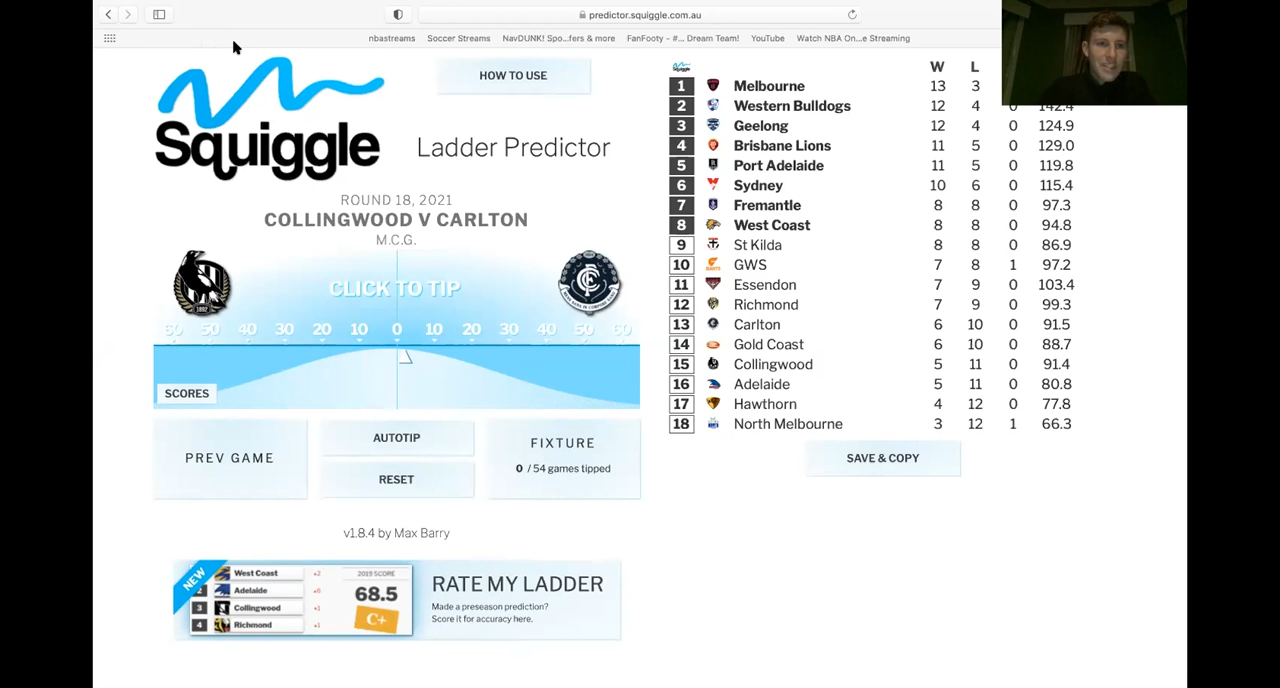 predictor.squiggle.com.au
nbastreams Soccer Streams NavDUNK! Spo...fers & more FanFooty - #... Dream Team! YouTube Watch NBA On...e Streaming
Squiggle
HOW TO USE
Ladder Predictor
ROUND 18, 2021
COLLINGWOOD V CARLTON
M.C.G.
CLICK TO TIP
60 50 40 30 20 10 0 10 20 30 40 50 60
SCORES
PREV GAME
AUTOTIP
RESET
FIXTURE
0 / 54 games tipped
v1.8.4 by Max Barry
NEW
West Coast +2
Adelaide +6
3 Collingwood +1
4 Richmond +1
2019 SCORE
68.5
C+
RATE MY LADDER
Made a preseason prediction?
Score it for accuracy here.
W L
1 Melbourne 13 3
2 Western Bulldogs 12 4 0 142.4
3 Geelong 12 4 0 124.9
4 Brisbane Lions 11 5 0 129.0
5 Port Adelaide 11 5 0 119.8
6 Sydney 10 6 0 115.4
7 Fremantle 8 8 0 97.3
8 West Coast 8 8 0 94.8
9 St Kilda 8 8 0 86.9
10 GWS 7 8 1 97.2
11 Essendon 7 9 0 103.4
12 Richmond 7 9 0 99.3
13 Carlton 6 10 0 91.5
14 Gold Coast 6 10 0 88.7
15 Collingwood 5 11 0 91.4
16 Adelaide 5 11 0 80.8
17 Hawthorn 4 12 0 77.8
18 North Melbourne 3 12 1 66.3
SAVE & COPY